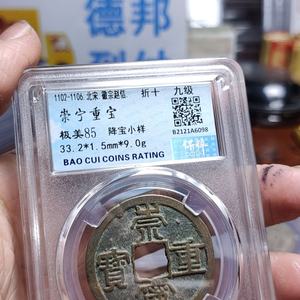 德邦
1102-1106 北宋 徽宗赵佶 折十 九级
崇宁重宝
极美85 降宝小样
B2121A6098
33.2*1.5mm*9.0g
BAO CUI COINS RATING
崇
寶 重
寧